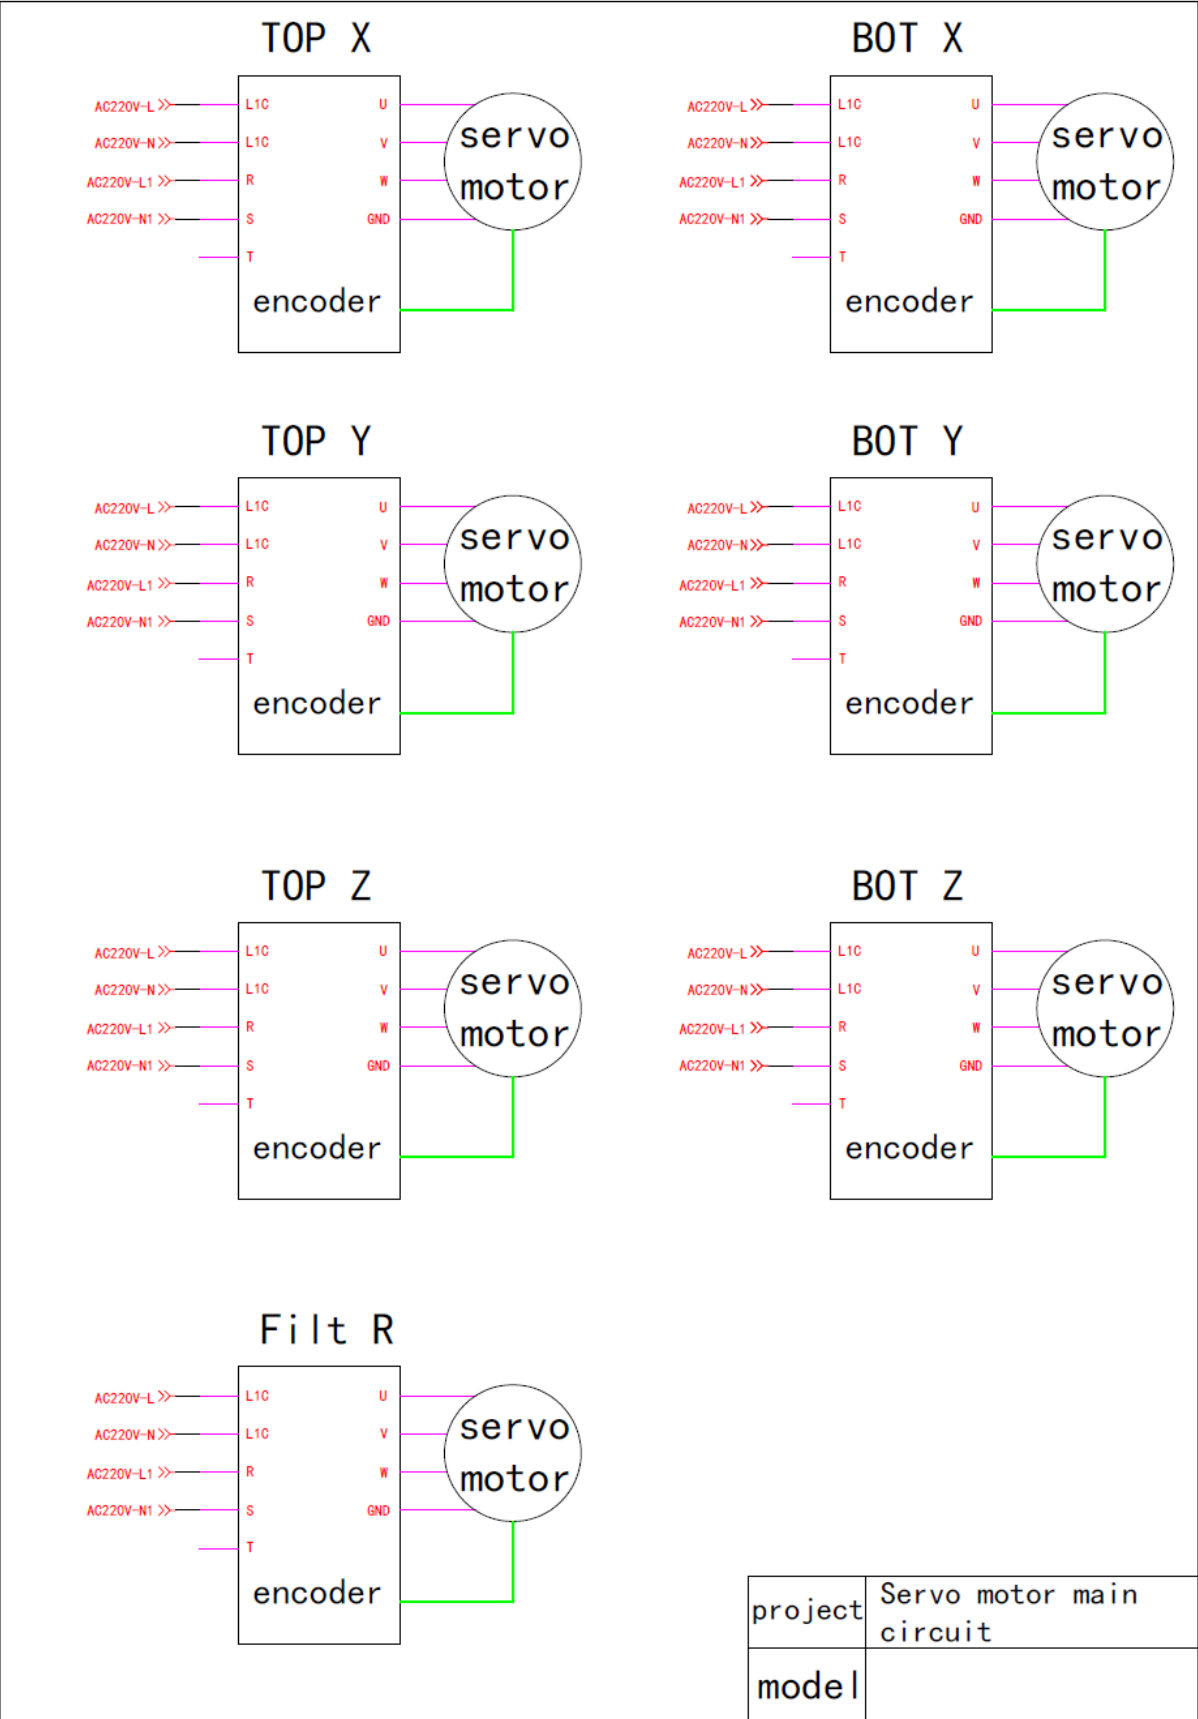 TOP X
AC220V-L L1C U
AC220V-N L1C V
AC220V-L1 R W
AC220V-N1 S GND
T
encoder
servo
motor
BOT X
AC220V-L L1C U
AC220V-N L1C V
AC220V-L1 R W
AC220V-N1 S GND
T
encoder
servo
motor
TOP Y
AC220V-L L1C U
AC220V-N L1C V
AC220V-L1 R W
AC220V-N1 S GND
T
encoder
servo
motor
BOT Y
AC220V-L L1C U
AC220V-N L1C V
AC220V-L1 R W
AC220V-N1 S GND
T
encoder
servo
motor
TOP Z
AC220V-L L1C U
AC220V-N L1C V
AC220V-L1 R W
AC220V-N1 S GND
T
encoder
servo
motor
BOT Z
AC220V-L L1C U
AC220V-N L1C V
AC220V-L1 R W
AC220V-N1 S GND
T
encoder
servo
motor
Filt R
AC220V-L L1C U
AC220V-N L1C V
AC220V-L1 R W
AC220V-N1 S GND
T
encoder
servo
motor
project
Servo motor main
circuit
model